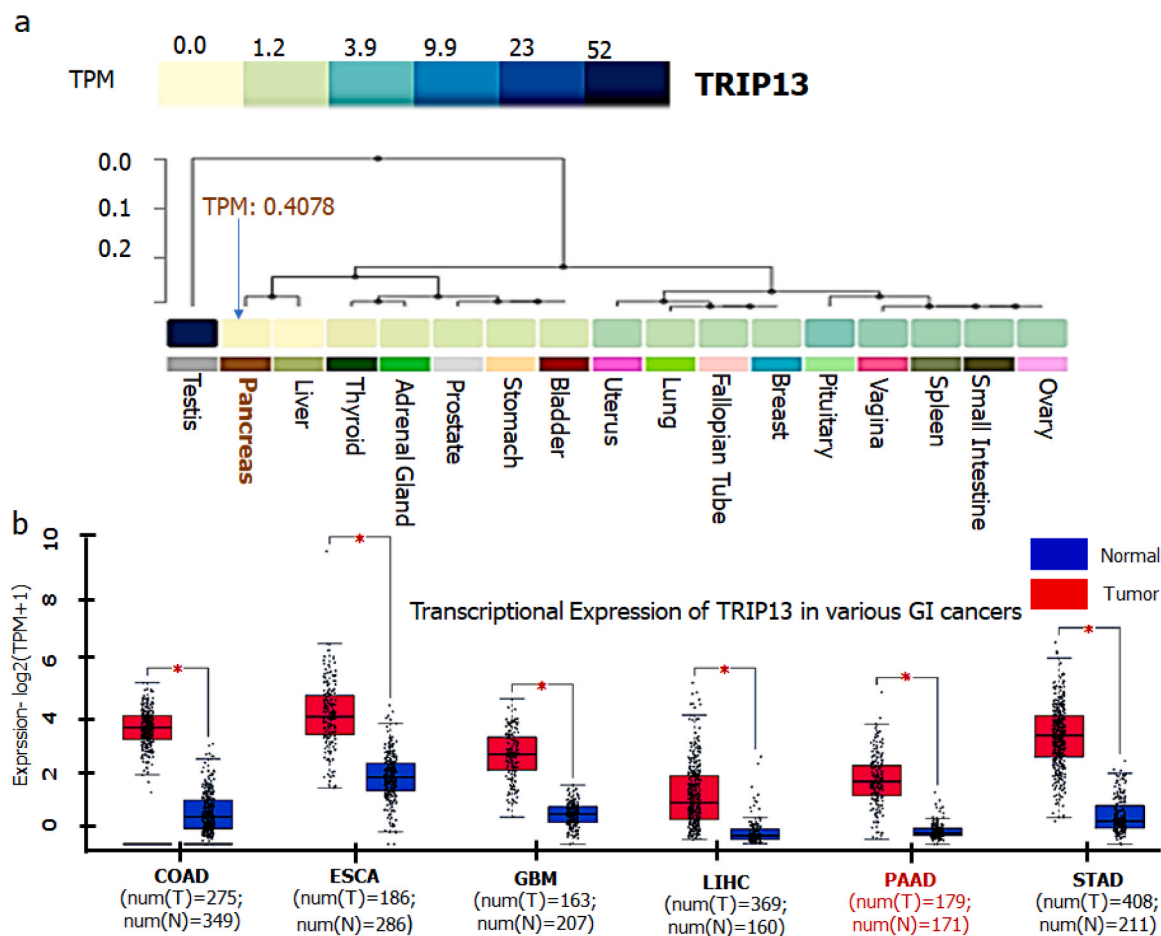 a
0.0 1.2 3.9 9.9 23 52
TPM
TRIP13
0.0
0.1
0.2
TPM: 0.4078
Testis
Pancreas
Liver
Thyroid
Adrenal Gland
Prostate
Stomach
Bladder
Uterus
Lung
Fallopian Tube
Breast
Pituitary
Vagina
Spleen
Small Intestine
Ovary
b
Exprssion- log2(TPM+1)
10
8
6
4
2
0
Normal
Tumor
Transcriptional Expression of TRIP13 in various GI cancers
*
*
*
*
*
*
COAD
(num(T)=275;
num(N)=349)
ESCA
(num(T)=186;
num(N)=286)
GBM
(num(T)=163;
num(N)=207)
LIHC
(num(T)=369;
num(N)=160)
PAAD
(num(T)=179;
num(N)=171)
STAD
(num(T)=408;
num(N)=211)